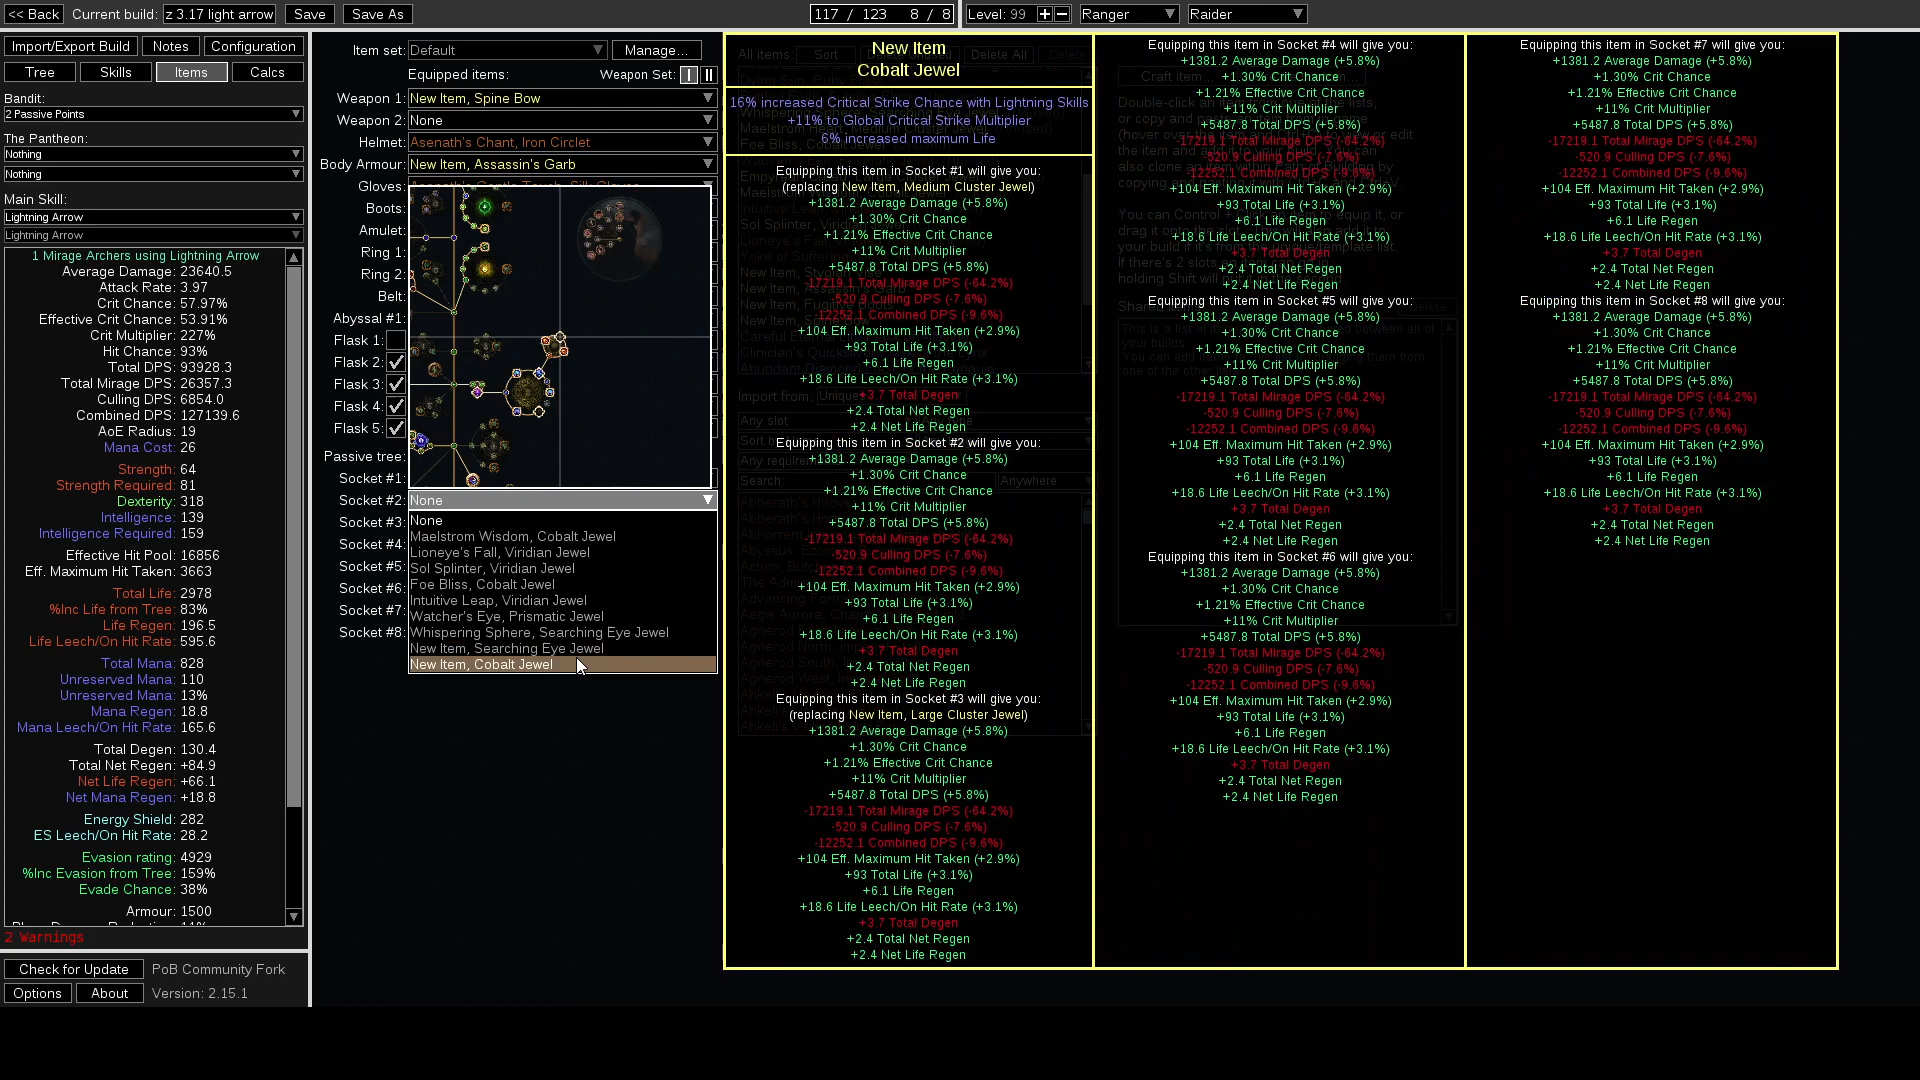 << Back Current build: z 3.17 light arrow Save Save As 117 / 123 8 / 8 Level: 99 + - Ranger Raider
Import/Export Build Notes Configuration
Tree Skills Items Calcs
Bandit:
2 Passive Points
The Pantheon:
Nothing
Nothing
Main Skill:
Lightning Arrow
Lightning Arrow
1 Mirage Archers using Lightning Arrow
Average Damage: 23640.5
Attack Rate: 3.97
Crit Chance: 57.97%
Effective Crit Chance: 53.91%
Crit Multiplier: 227%
Hit Chance: 93%
Total DPS: 93928.3
Total Mirage DPS: 26357.3
Culling DPS: 6854.0
Combined DPS: 127139.6
AoE Radius: 19
Mana Cost: 26
Strength: 64
Strength Required: 81
Dexterity: 318
Intelligence: 139
Intelligence Required: 159
Effective Hit Pool: 16856
Eff. Maximum Hit Taken: 3663
Total Life: 2978
%Inc Life from Tree: 83%
Life Regen: 196.5
Life Leech/On Hit Rate: 595.6
Total Mana: 828
Unreserved Mana: 110
Unreserved Mana: 13%
Mana Regen: 18.8
Mana Leech/On Hit Rate: 165.6
Total Degen: 130.4
Total Net Regen: +84.9
Net Life Regen: +66.1
Net Mana Regen: +18.8
Energy Shield: 282
ES Leech/On Hit Rate: 28.2
Evasion rating: 4929
%Inc Evasion from Tree: 159%
Evade Chance: 38%
Armour: 1500
2 Warnings
Check for Update PoB Community Fork
Options About Version: 2.15.1
Item set: Default Manage...
Equipped items: Weapon Set: I II
Weapon 1: New Item, Spine Bow
Weapon 2: None
Helmet: Asenath's Chant, Iron Circlet
Body Armour: New Item, Assassin's Garb
Gloves:
Boots:
Amulet:
Ring 1:
Ring 2:
Belt:
Abyssal #1:
Flask 1:
Flask 2:
Flask 3:
Flask 4:
Flask 5:
Passive tree:
Socket #1:
Socket #2: None
Socket #3:
Socket #4:
Socket #5:
Socket #6:
Socket #7:
Socket #8:
None
Maelstrom Wisdom, Cobalt Jewel
Lioneye's Fall, Viridian Jewel
Sol Splinter, Viridian Jewel
Foe Bliss, Cobalt Jewel
Intuitive Leap, Viridian Jewel
Watcher's Eye, Prismatic Jewel
Whispering Sphere, Searching Eye Jewel
New Item, Searching Eye Jewel
New Item, Cobalt Jewel
New Item
Cobalt Jewel
16% increased Critical Strike Chance with Lightning Skills
+11% to Global Critical Strike Multiplier
6% increased maximum Life
Equipping this item in Socket #1 will give you:
(replacing New Item, Medium Cluster Jewel)
+1381.2 Average Damage (+5.8%)
+1.30% Crit Chance
+1.21% Effective Crit Chance
+11% Crit Multiplier
+5487.8 Total DPS (+5.8%)
-17219.1 Total Mirage DPS (-64.2%)
-520.9 Culling DPS (-7.6%)
-12252.1 Combined DPS (-9.6%)
+104 Eff. Maximum Hit Taken (+2.9%)
+93 Total Life (+3.1%)
+6.1 Life Regen
+18.6 Life Leech/On Hit Rate (+3.1%)
+3.7 Total Degen
+2.4 Total Net Regen
+2.4 Net Life Regen
Equipping this item in Socket #2 will give you:
+1381.2 Average Damage (+5.8%)
+1.30% Crit Chance
+1.21% Effective Crit Chance
+11% Crit Multiplier
+5487.8 Total DPS (+5.8%)
-17219.1 Total Mirage DPS (-64.2%)
-520.9 Culling DPS (-7.6%)
-12252.1 Combined DPS (-9.6%)
+104 Eff. Maximum Hit Taken (+2.9%)
+93 Total Life (+3.1%)
+6.1 Life Regen
+18.6 Life Leech/On Hit Rate (+3.1%)
+3.7 Total Degen
+2.4 Total Net Regen
+2.4 Net Life Regen
Equipping this item in Socket #3 will give you:
(replacing New Item, Large Cluster Jewel)
+1381.2 Average Damage (+5.8%)
+1.30% Crit Chance
+1.21% Effective Crit Chance
+11% Crit Multiplier
+5487.8 Total DPS (+5.8%)
-17219.1 Total Mirage DPS (-64.2%)
-520.9 Culling DPS (-7.6%)
-12252.1 Combined DPS (-9.6%)
+104 Eff. Maximum Hit Taken (+2.9%)
+93 Total Life (+3.1%)
+6.1 Life Regen
+18.6 Life Leech/On Hit Rate (+3.1%)
+3.7 Total Degen
+2.4 Total Net Regen
+2.4 Net Life Regen
Equipping this item in Socket #4 will give you:
+1381.2 Average Damage (+5.8%)
+1.30% Crit Chance
+1.21% Effective Crit Chance
+11% Crit Multiplier
+5487.8 Total DPS (+5.8%)
-17219.1 Total Mirage DPS (-64.2%)
-520.9 Culling DPS (-7.6%)
-12252.1 Combined DPS (-9.6%)
+104 Eff. Maximum Hit Taken (+2.9%)
+93 Total Life (+3.1%)
+6.1 Life Regen
+18.6 Life Leech/On Hit Rate (+3.1%)
+3.7 Total Degen
+2.4 Total Net Regen
+2.4 Net Life Regen
Equipping this item in Socket #5 will give you:
+1381.2 Average Damage (+5.8%)
+1.30% Crit Chance
+1.21% Effective Crit Chance
+11% Crit Multiplier
+5487.8 Total DPS (+5.8%)
-17219.1 Total Mirage DPS (-64.2%)
-520.9 Culling DPS (-7.6%)
-12252.1 Combined DPS (-9.6%)
+104 Eff. Maximum Hit Taken (+2.9%)
+93 Total Life (+3.1%)
+6.1 Life Regen
+18.6 Life Leech/On Hit Rate (+3.1%)
+3.7 Total Degen
+2.4 Total Net Regen
+2.4 Net Life Regen
Equipping this item in Socket #6 will give you:
+1381.2 Average Damage (+5.8%)
+1.30% Crit Chance
+1.21% Effective Crit Chance
+11% Crit Multiplier
+5487.8 Total DPS (+5.8%)
-17219.1 Total Mirage DPS (-64.2%)
-520.9 Culling DPS (-7.6%)
-12252.1 Combined DPS (-9.6%)
+104 Eff. Maximum Hit Taken (+2.9%)
+93 Total Life (+3.1%)
+6.1 Life Regen
+18.6 Life Leech/On Hit Rate (+3.1%)
+3.7 Total Degen
+2.4 Total Net Regen
+2.4 Net Life Regen
Equipping this item in Socket #7 will give you:
+1381.2 Average Damage (+5.8%)
+1.30% Crit Chance
+1.21% Effective Crit Chance
+11% Crit Multiplier
+5487.8 Total DPS (+5.8%)
-17219.1 Total Mirage DPS (-64.2%)
-520.9 Culling DPS (-7.6%)
-12252.1 Combined DPS (-9.6%)
+104 Eff. Maximum Hit Taken (+2.9%)
+93 Total Life (+3.1%)
+6.1 Life Regen
+18.6 Life Leech/On Hit Rate (+3.1%)
+3.7 Total Degen
+2.4 Total Net Regen
+2.4 Net Life Regen
Equipping this item in Socket #8 will give you:
+1381.2 Average Damage (+5.8%)
+1.30% Crit Chance
+1.21% Effective Crit Chance
+11% Crit Multiplier
+5487.8 Total DPS (+5.8%)
-17219.1 Total Mirage DPS (-64.2%)
-520.9 Culling DPS (-7.6%)
-12252.1 Combined DPS (-9.6%)
+104 Eff. Maximum Hit Taken (+2.9%)
+93 Total Life (+3.1%)
+6.1 Life Regen
+18.6 Life Leech/On Hit Rate (+3.1%)
+3.7 Total Degen
+2.4 Total Net Regen
+2.4 Net Life Regen